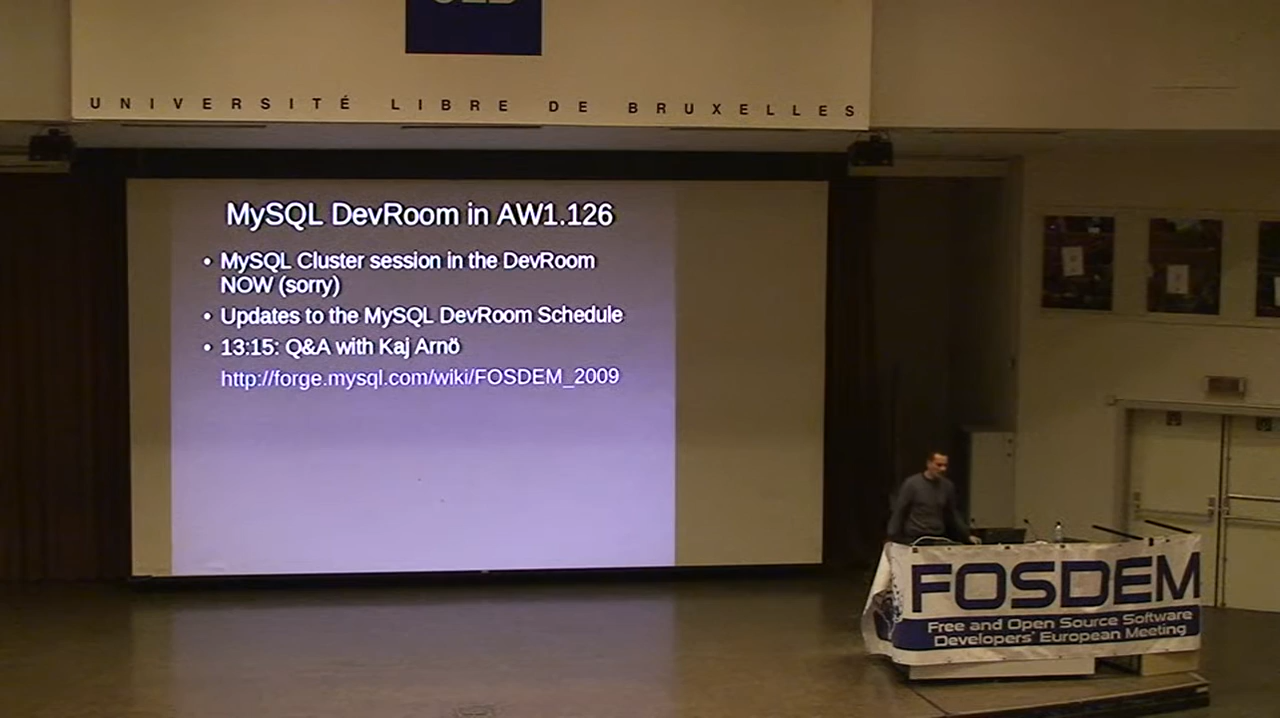 UNIVERSITÉ LIBRE DE BRUXELLES
MySQL DevRoom in AW1.126
• MySQL Cluster session in the DevRoom
NOW (sorry)
• Updates to the MySQL DevRoom Schedule
• 13:15: Q&A with Kaj Arnö
http://forge.mysql.com/wiki/FOSDEM_2009
FOSDEM
Free and Open Source Software
Developers' European Meeting